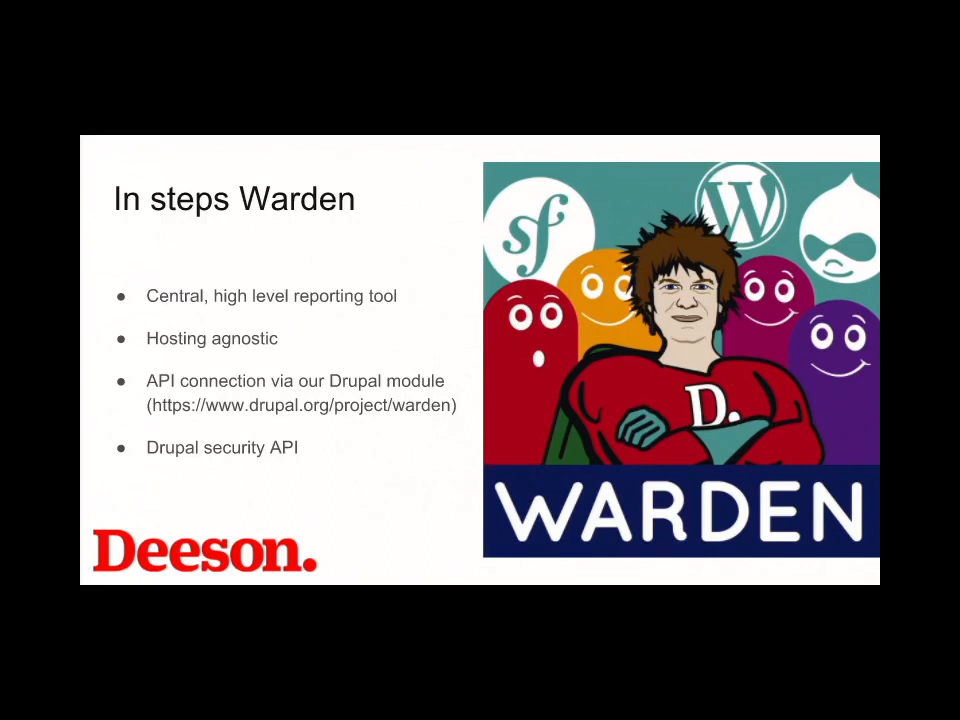 In steps Warden
● Central, high level reporting tool
● Hosting agnostic
● API connection via our Drupal module
(https://www.drupal.org/project/warden)
● Drupal security API
Deeson.
sf
W
D.
WARDEN